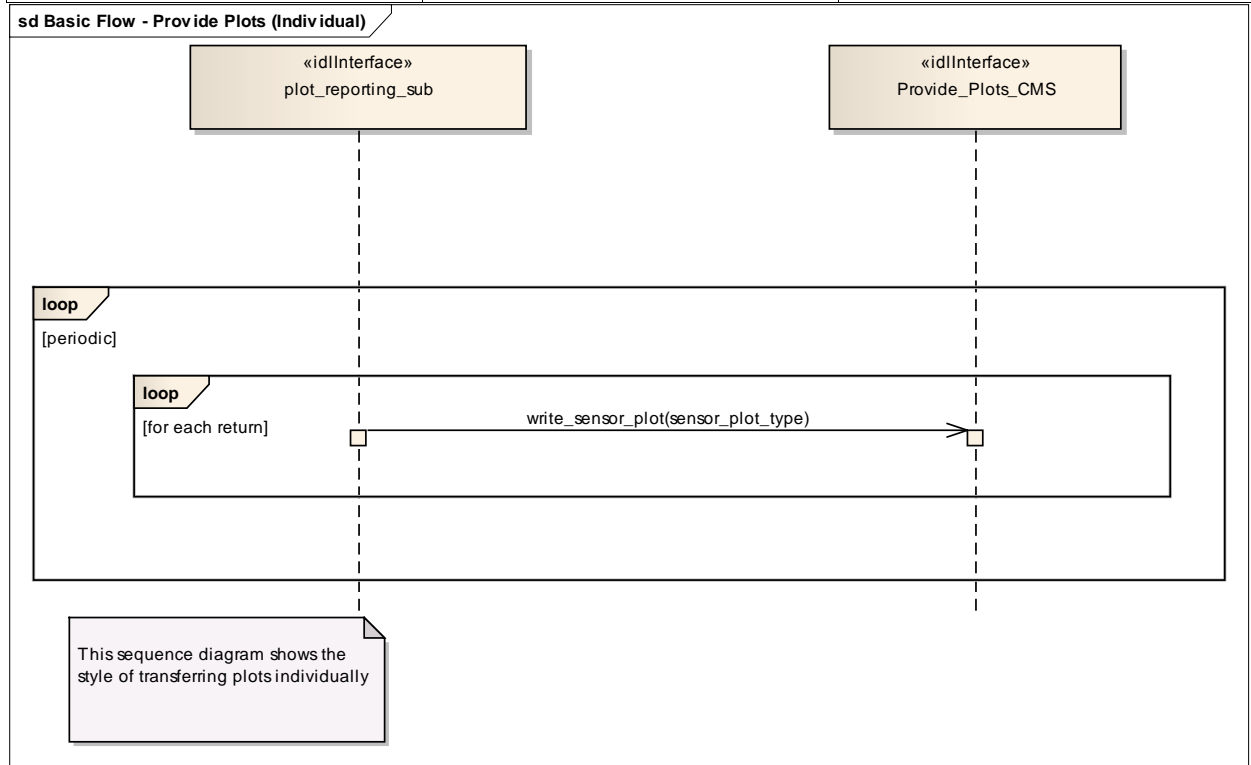 sd Basic Flow - Provide Plots (Individual)
«idlInterface»
plot_reporting_sub
«idlInterface»
Provide_Plots_CMS
loop
[periodic]
loop
[for each return]
write_sensor_plot(sensor_plot_type)
This sequence diagram shows the
style of transferring plots individually